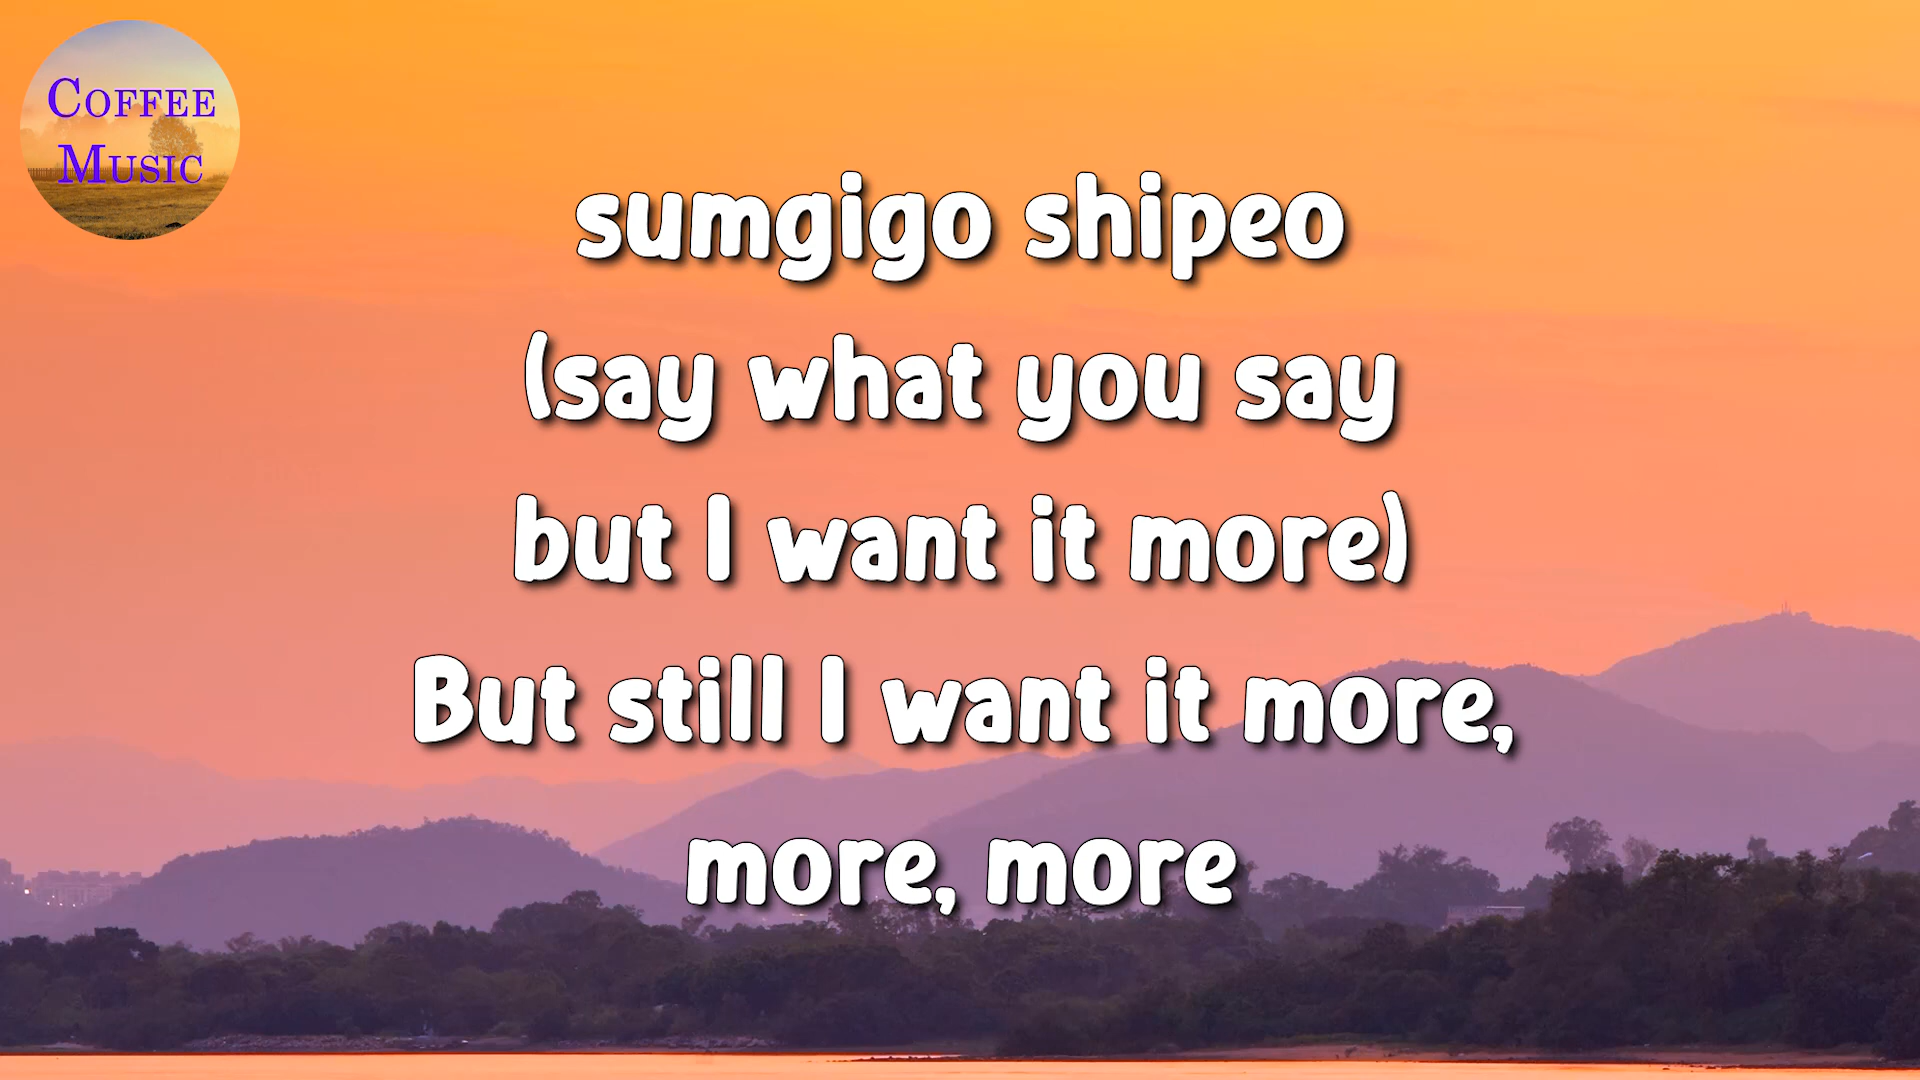 COFFEE
MUSIC
sumgigo shipeo
(say what you say
but I want it more)
But still I want it more,
more, more